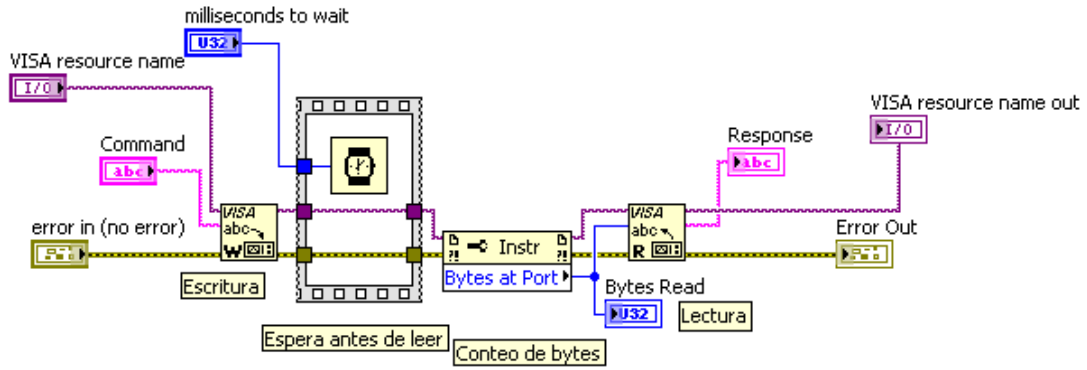 milliseconds to wait
U32
VISA resource name
I/O
VISA resource name out
I/O
Command
abc
Response
abc
error in (no error)
VISA
abc
W
Instr
Bytes at Port
VISA
abc
R
Error Out
Bytes Read
U32
Escritura
Lectura
Espera antes de leer
Conteo de bytes